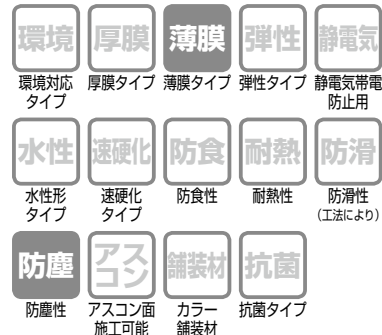 環境 厚膜 薄膜 弾性 静電気
環境対応 厚膜タイプ 薄膜タイプ 弾性タイプ 静電気帯電
タイプ 防止用
水性 速硬化 防食 耐熱 防滑
水性形 速硬化 防食性 耐熱性 防滑性
タイプ タイプ (工法により)
防塵 アス 舗装材 抗菌
コン
防塵性 アスコン面 カラー 抗菌タイプ
施工可能 舗装材